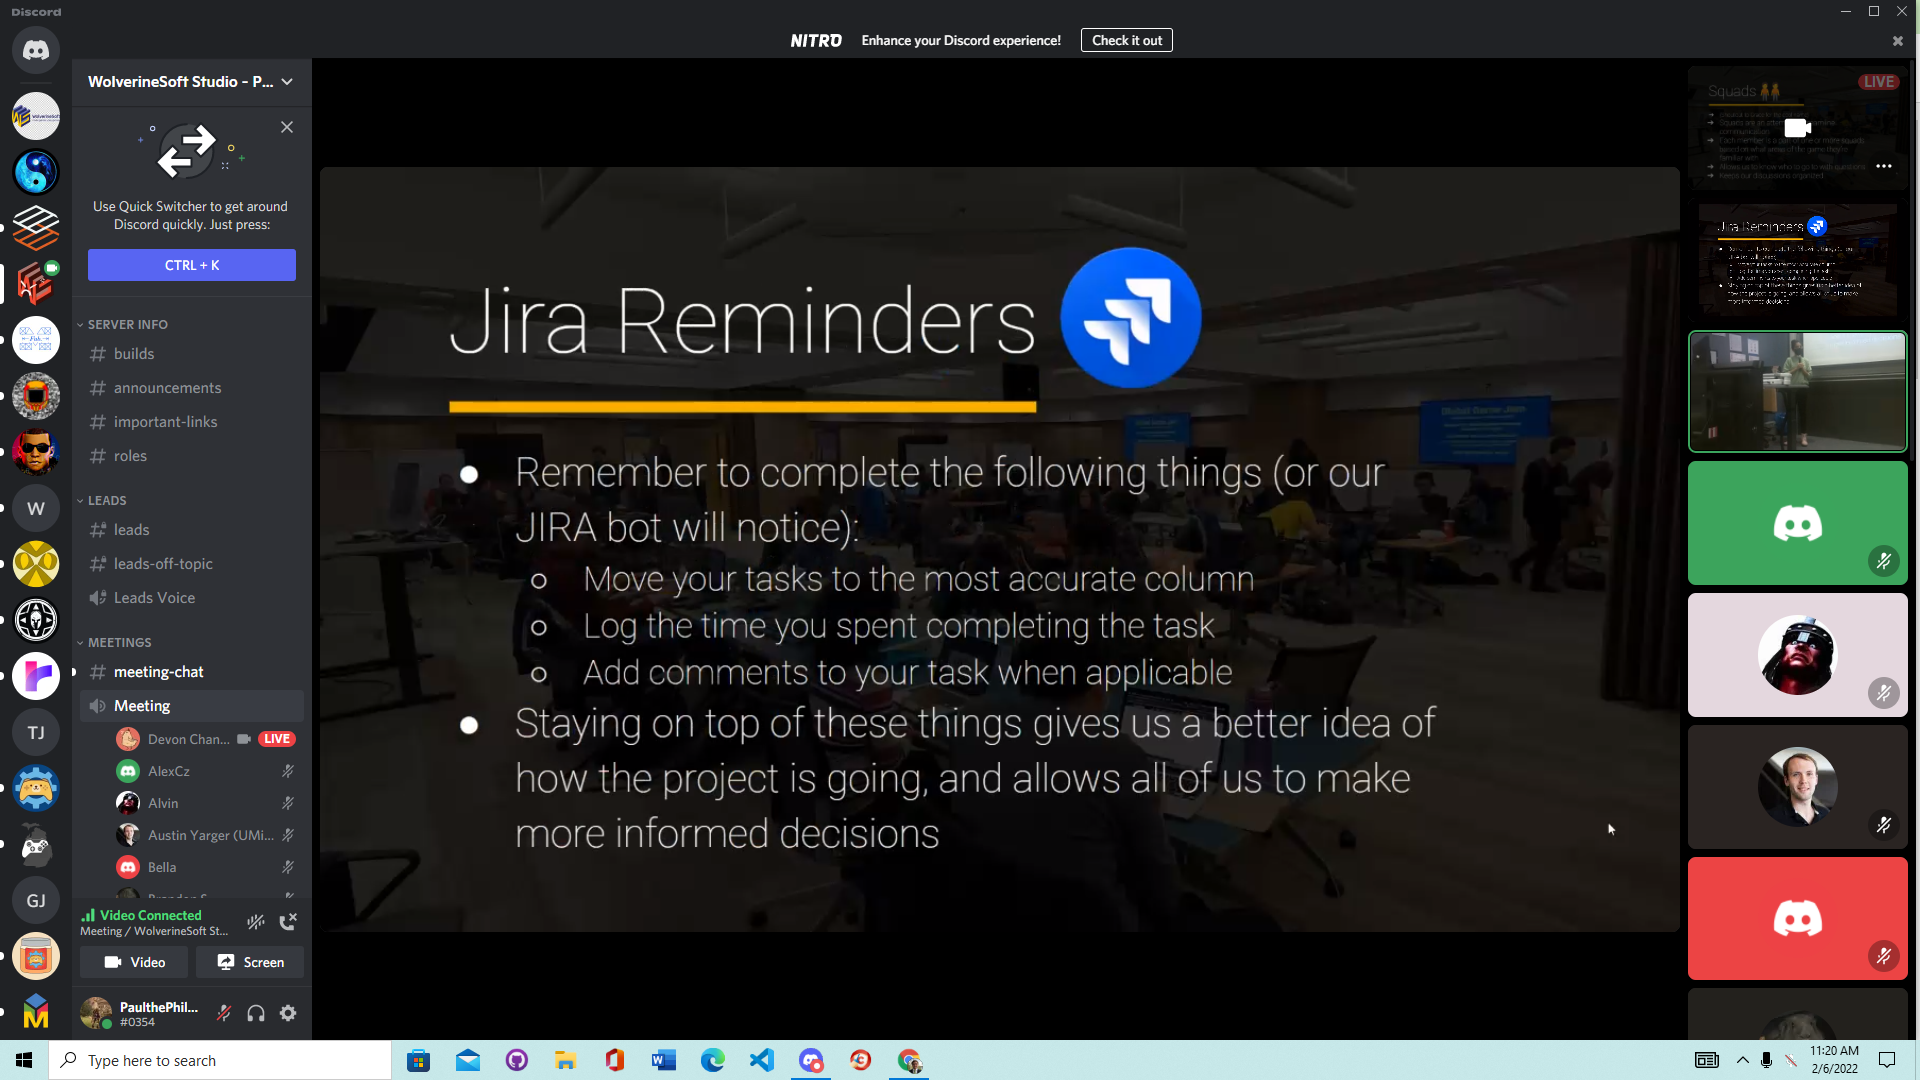 Discord
NITRO Enhance your Discord experience! Check it out
WolverineSoft Studio - P...
Use Quick Switcher to get around
Discord quickly. Just press:
CTRL + K
SERVER INFO
builds
announcements
important-links
roles
LEADS
leads
leads-off-topic
Leads Voice
MEETINGS
meeting-chat
Meeting
Devon Chan... LIVE
AlexCz
Alvin
Austin Yarger (UMi...
Bella
Video Connected
Meeting / WolverineSoft St...
Video Screen
PaulthePhil...
#0354
W
TJ
GJ
Jira Reminders
● Remember to complete the following things (or our
JIRA bot will notice):
○ Move your tasks to the most accurate column
○ Log the time you spent completing the task
○ Add comments to your task when applicable
● Staying on top of these things gives us a better idea of
how the project is going, and allows all of us to make
more informed decisions
LIVE
Squads
Jira Reminders
Type here to search
11:20 AM
2/6/2022